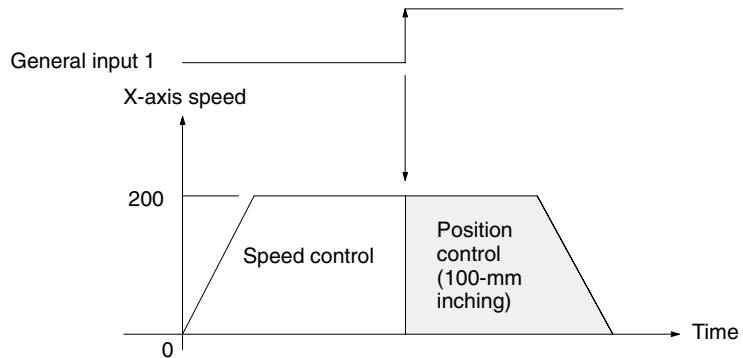 General input 1
X-axis speed
200
Speed control
Position
control
(100-mm
inching)
Time
0